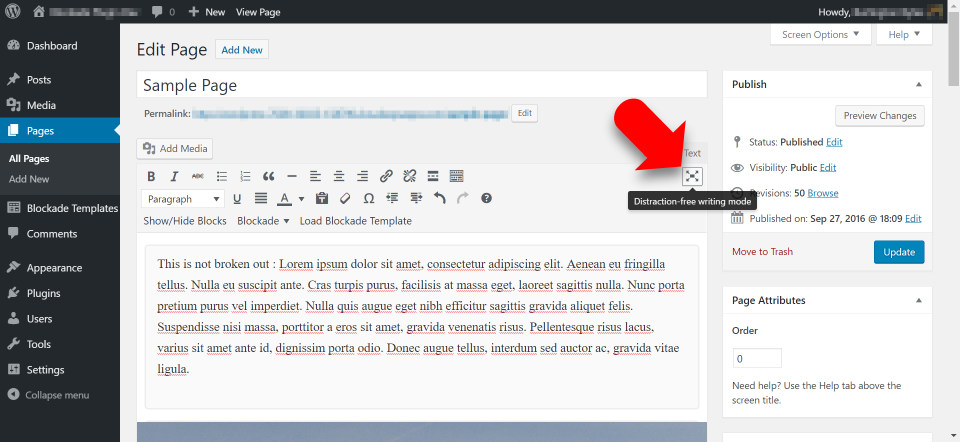 0
New
View Page
Howdy,
Screen Options
Help
Dashboard
Posts
Media
Pages
All Pages
Add New
Blockade Templates
Comments
Appearance
Plugins
Users
Tools
Settings
Collapse menu
Edit Page
Add New
Sample Page
Permalink:
Edit
Add Media
Text
B I ABC
Paragraph
U
A
Ω
Distraction-free writing mode
Show/Hide Blocks
Blockade
Load Blockade Template
This is not broken out : Lorem ipsum dolor sit amet, consectetur adipiscing elit. Aenean eu fringilla
tellus. Nulla eu suscipit ante. Cras turpis purus, facilisis at massa eget, laoreet sagittis nulla. Nunc porta
pretium purus vel imperdiet. Nulla quis augue eget nibh efficitur sagittis gravida aliquet felis.
Suspendisse nisi massa, porttitor a eros sit amet, gravida venenatis risus. Pellentesque risus lacus,
varius sit amet ante id, dignissim porta odio. Donec augue tellus, interdum sed auctor ac, gravida vitae
ligula.
Publish
Preview Changes
Status: Published Edit
Visibility: Public Edit
Revisions: 50 Browse
Published on: Sep 27, 2016 @ 18:09 Edit
Move to Trash
Update
Page Attributes
Order
0
Need help? Use the Help tab above the
screen title.